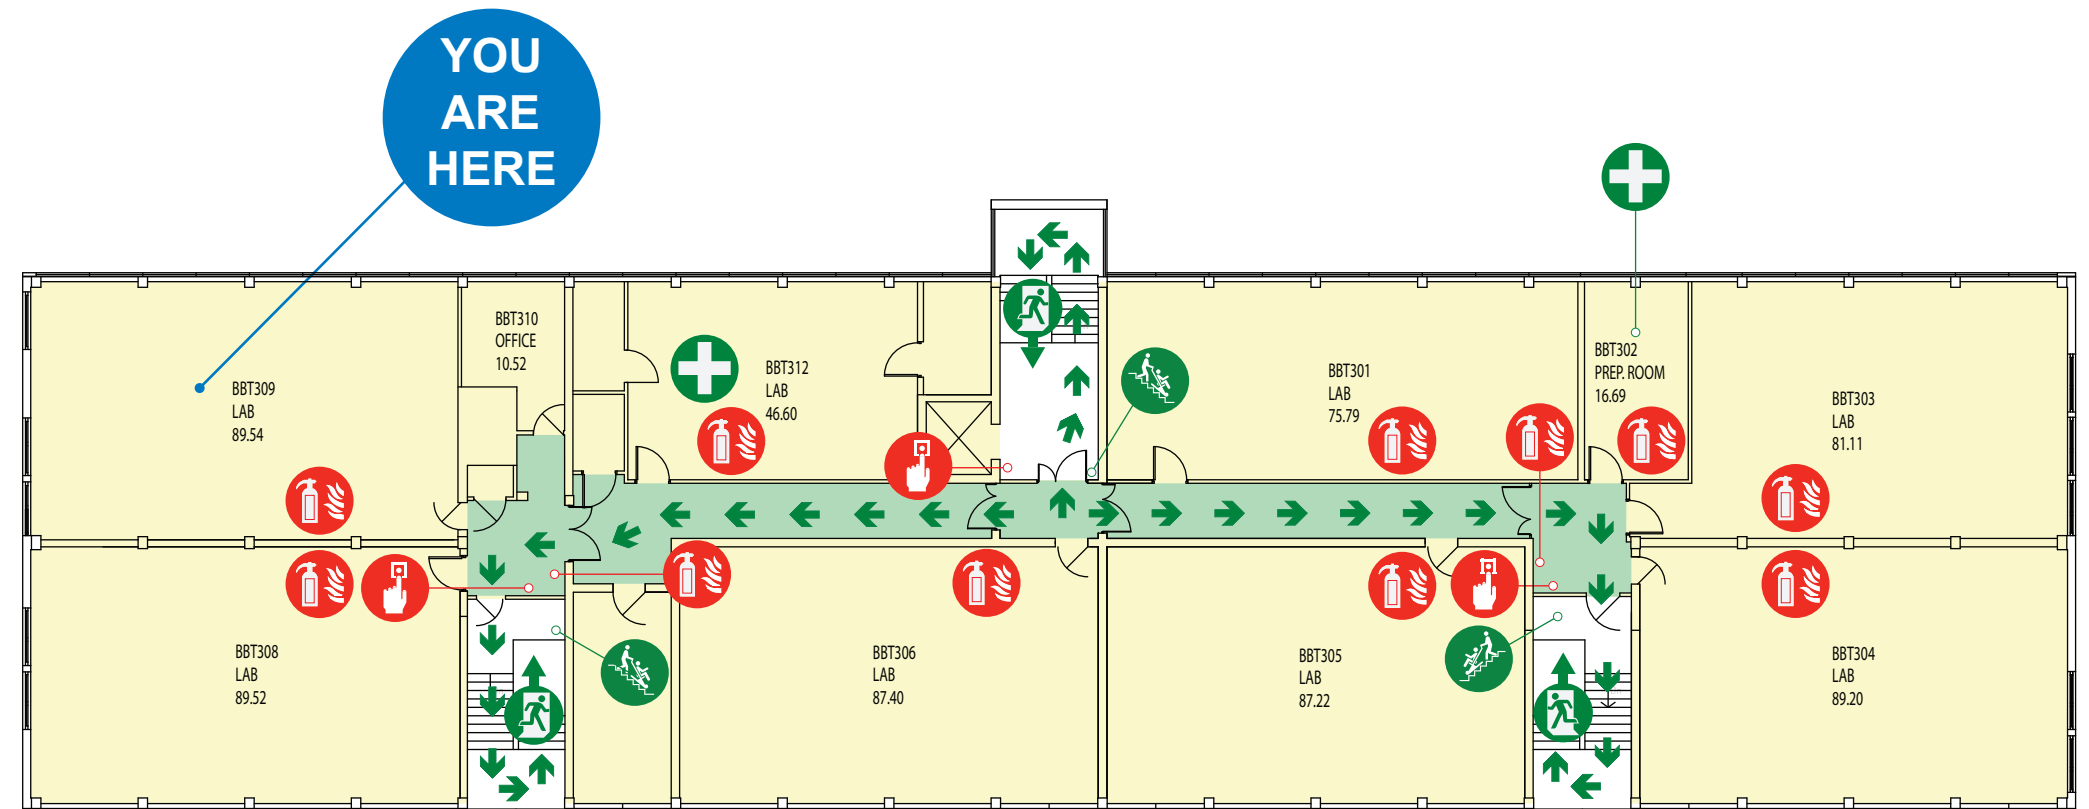 YOU
ARE
HERE
BBT310
OFFICE
10.52
BBT309
LAB
89.54
BBT312
LAB
46.60
BBT301
LAB
75.79
BBT302
PREP. ROOM
16.69
BBT303
LAB
81.11
BBT308
LAB
89.52
BBT306
LAB
87.40
BBT305
LAB
87.22
BBT304
LAB
89.20